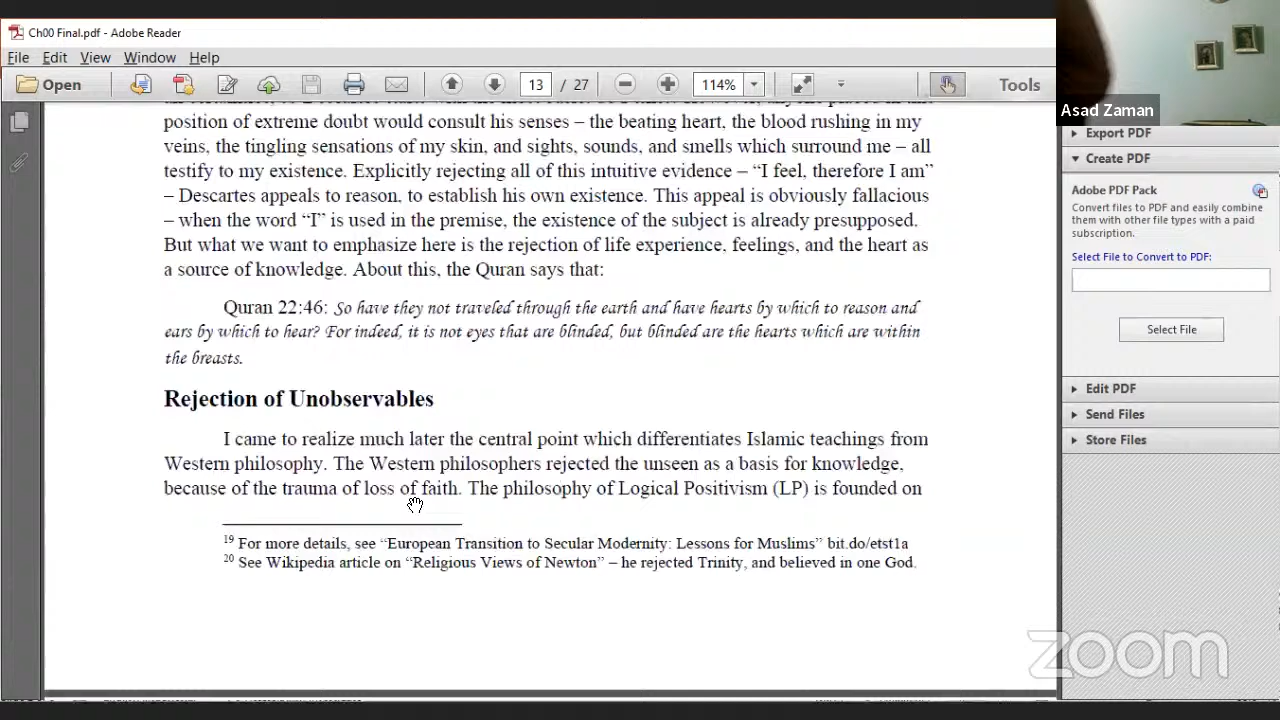 Ch00 Final.pdf - Adobe Reader
File Edit View Window Help
Open 13 / 27 114% Tools
Asad Zaman
position of extreme doubt would consult his senses – the beating heart, the blood rushing in my
veins, the tingling sensations of my skin, and sights, sounds, and smells which surround me – all
testify to my existence. Explicitly rejecting all of this intuitive evidence – “I feel, therefore I am”
– Descartes appeals to reason, to establish his own existence. This appeal is obviously fallacious
– when the word “I” is used in the premise, the existence of the subject is already presupposed.
But what we want to emphasize here is the rejection of life experience, feelings, and the heart as
a source of knowledge. About this, the Quran says that:
Quran 22:46: So have they not traveled through the earth and have hearts by which to reason and
ears by which to hear? For indeed, it is not eyes that are blinded, but blinded are the hearts which are within
the breasts.
Rejection of Unobservables
I came to realize much later the central point which differentiates Islamic teachings from
Western philosophy. The Western philosophers rejected the unseen as a basis for knowledge,
because of the trauma of loss of faith. The philosophy of Logical Positivism (LP) is founded on
19 For more details, see “European Transition to Secular Modernity: Lessons for Muslims” bit.do/etst1a
20 See Wikipedia article on “Religious Views of Newton” – he rejected Trinity, and believed in one God.
Export PDF
Create PDF
Adobe PDF Pack
Convert files to PDF and easily combine
them with other file types with a paid
subscription.
Select File to Convert to PDF:
Select File
Edit PDF
Send Files
Store Files
zoom